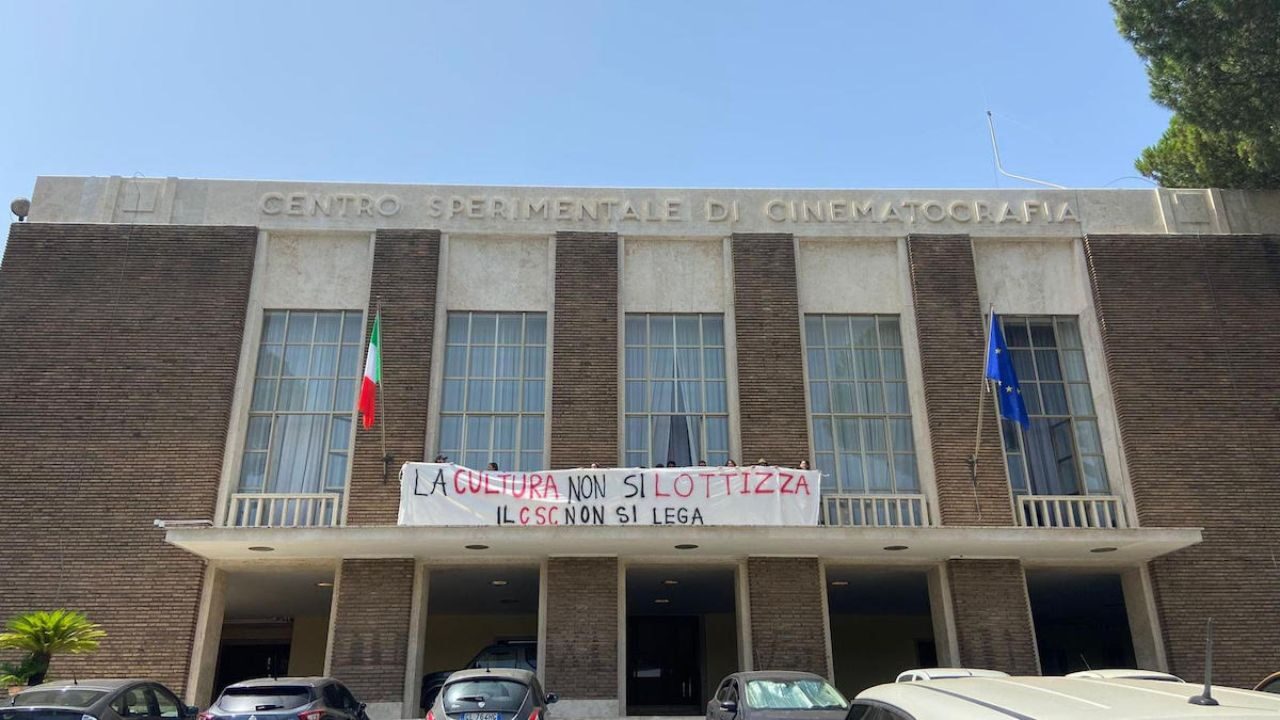 CENTRO SPERIMENTALE DI CINEMATOGRAFIA
LA CULTURA NON SI LOTTIZZA
IL CSC NON SI LEGA